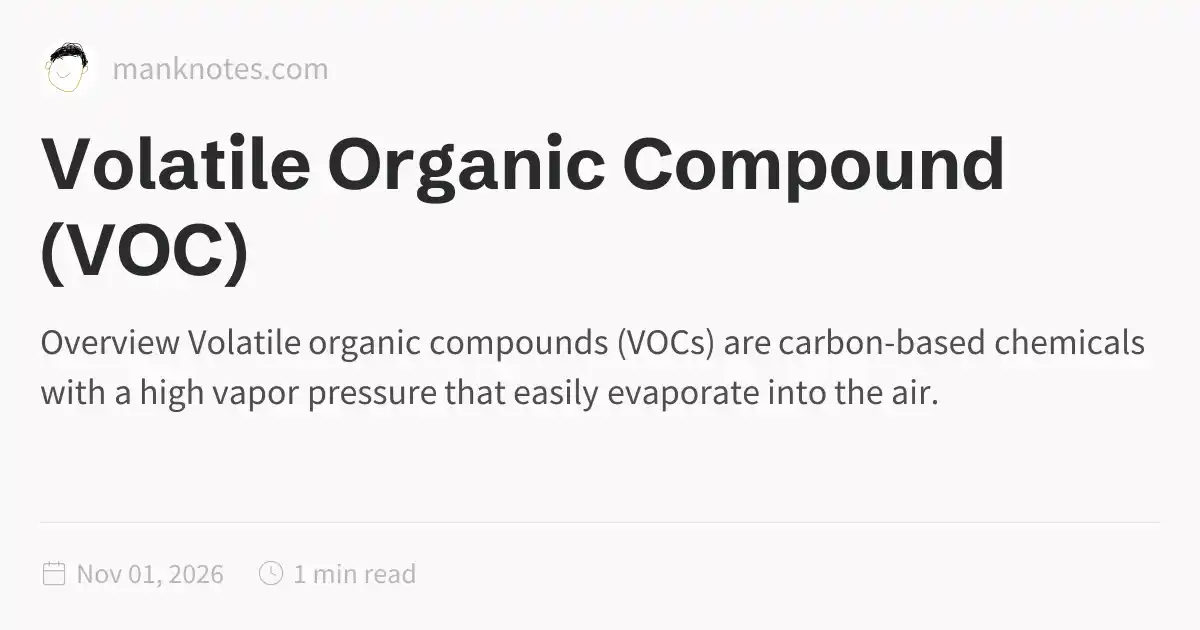 manknotes.com
Volatile Organic Compound
(VOC)
Overview Volatile organic compounds (VOCs) are carbon-based chemicals
with a high vapor pressure that easily evaporate into the air.
Nov 01, 2026 1 min read